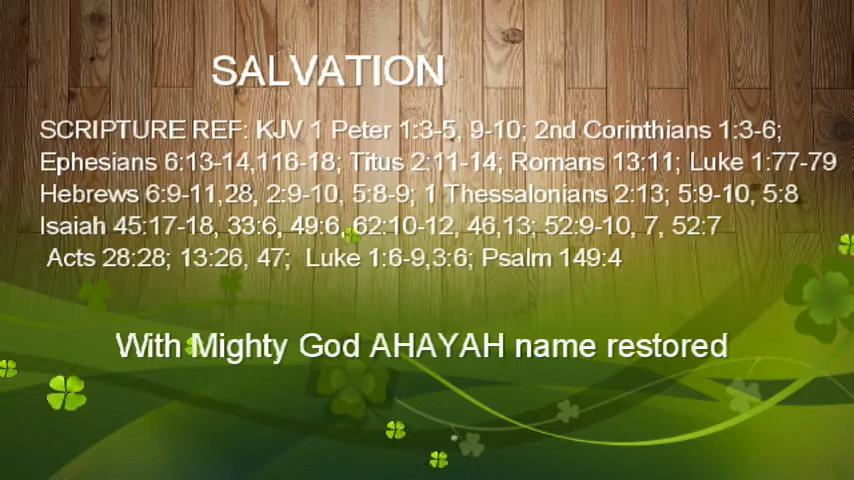 SALVATION
SCRIPTURE REF: KJV 1 Peter 1:3-5, 9-10; 2nd Corinthians 1:3-6;
Ephesians 6:13-14,116-18; Titus 2:11-14; Romans 13:11; Luke 1:77-79
Hebrews 6:9-11,28, 2:9-10, 5:8-9; 1 Thessalonians 2:13; 5:9-10, 5:8
Isaiah 45:17-18, 33:6, 49:6, 62:10-12, 46,13; 52:9-10, 7, 52:7
Acts 28:28; 13:26, 47; Luke 1:6-9,3:6; Psalm 149:4
With Mighty God AHAYAH name restored